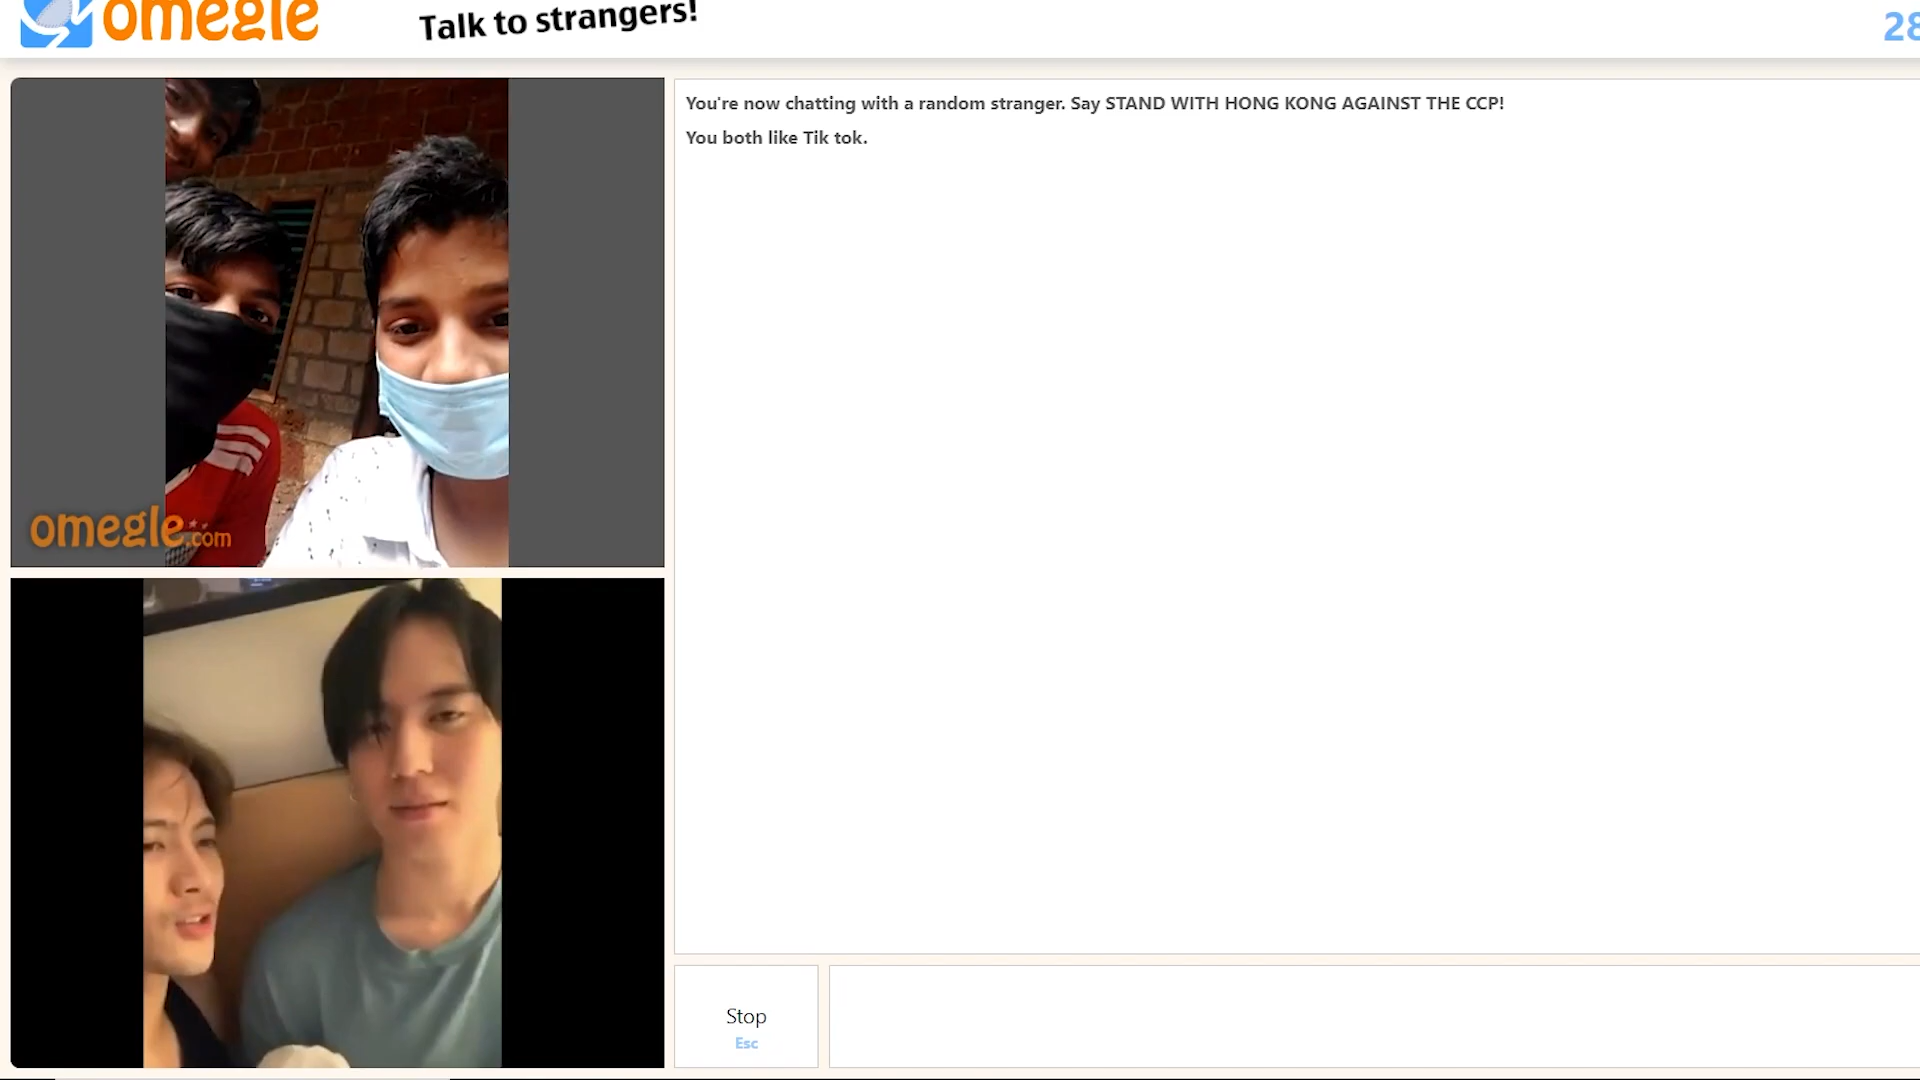 omegle
Talk to strangers!
28
You're now chatting with a random stranger. Say STAND WITH HONG KONG AGAINST THE CCP!
You both like Tik tok.
omegle.com
Stop
Esc